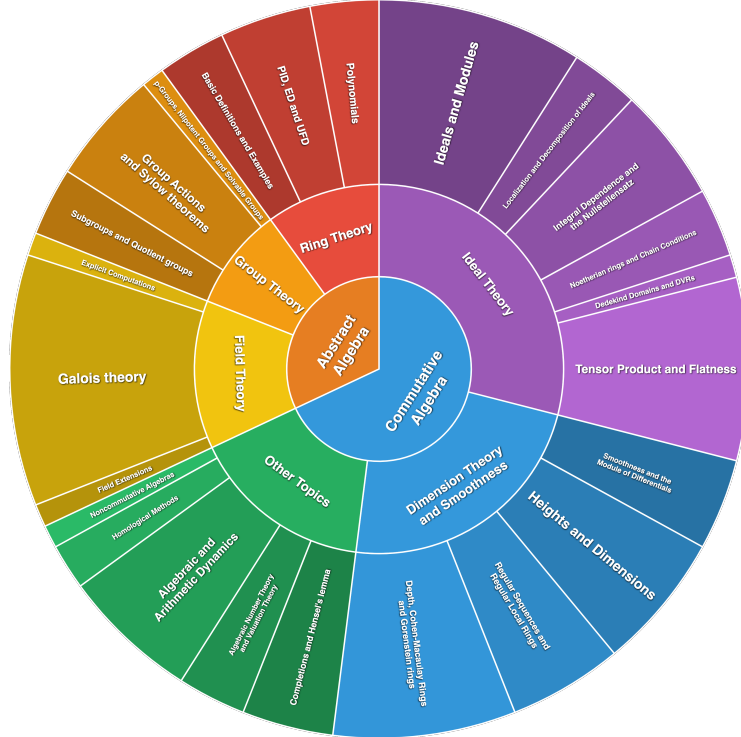 Abstract
Algebra
Commutative
Algebra
Ring Theory
Group Theory
Field Theory
Ideal Theory
Dimension Theory
and Smoothness
Other Topics
Polynomials
PID, ED and UFD
Basic Definitions and Examples
p-Groups, Nilpotent Groups and Solvable Groups
Group Actions
and Sylow theorems
Subgroups and Quotient groups
Explicit Computations
Galois theory
Field Extensions
Noncommutative Algebras
Homological Methods
Algebraic and
Arithmetic Dynamics
Algebraic Number Theory
and Valuation Theory
Completions and Hensel's lemma
Depth, Cohen-Macaulay Rings
and Gorenstein rings
Regular Sequences and
Regular Local Rings
Heights and Dimensions
Smoothness and the
Module of Differentials
Tensor Product and Flatness
Dedekind Domains and DVRs
Noetherian rings and Chain Conditions
Integral Dependence and
the Nullstellensatz
Localization and Decomposition of Ideals
Ideals and Modules